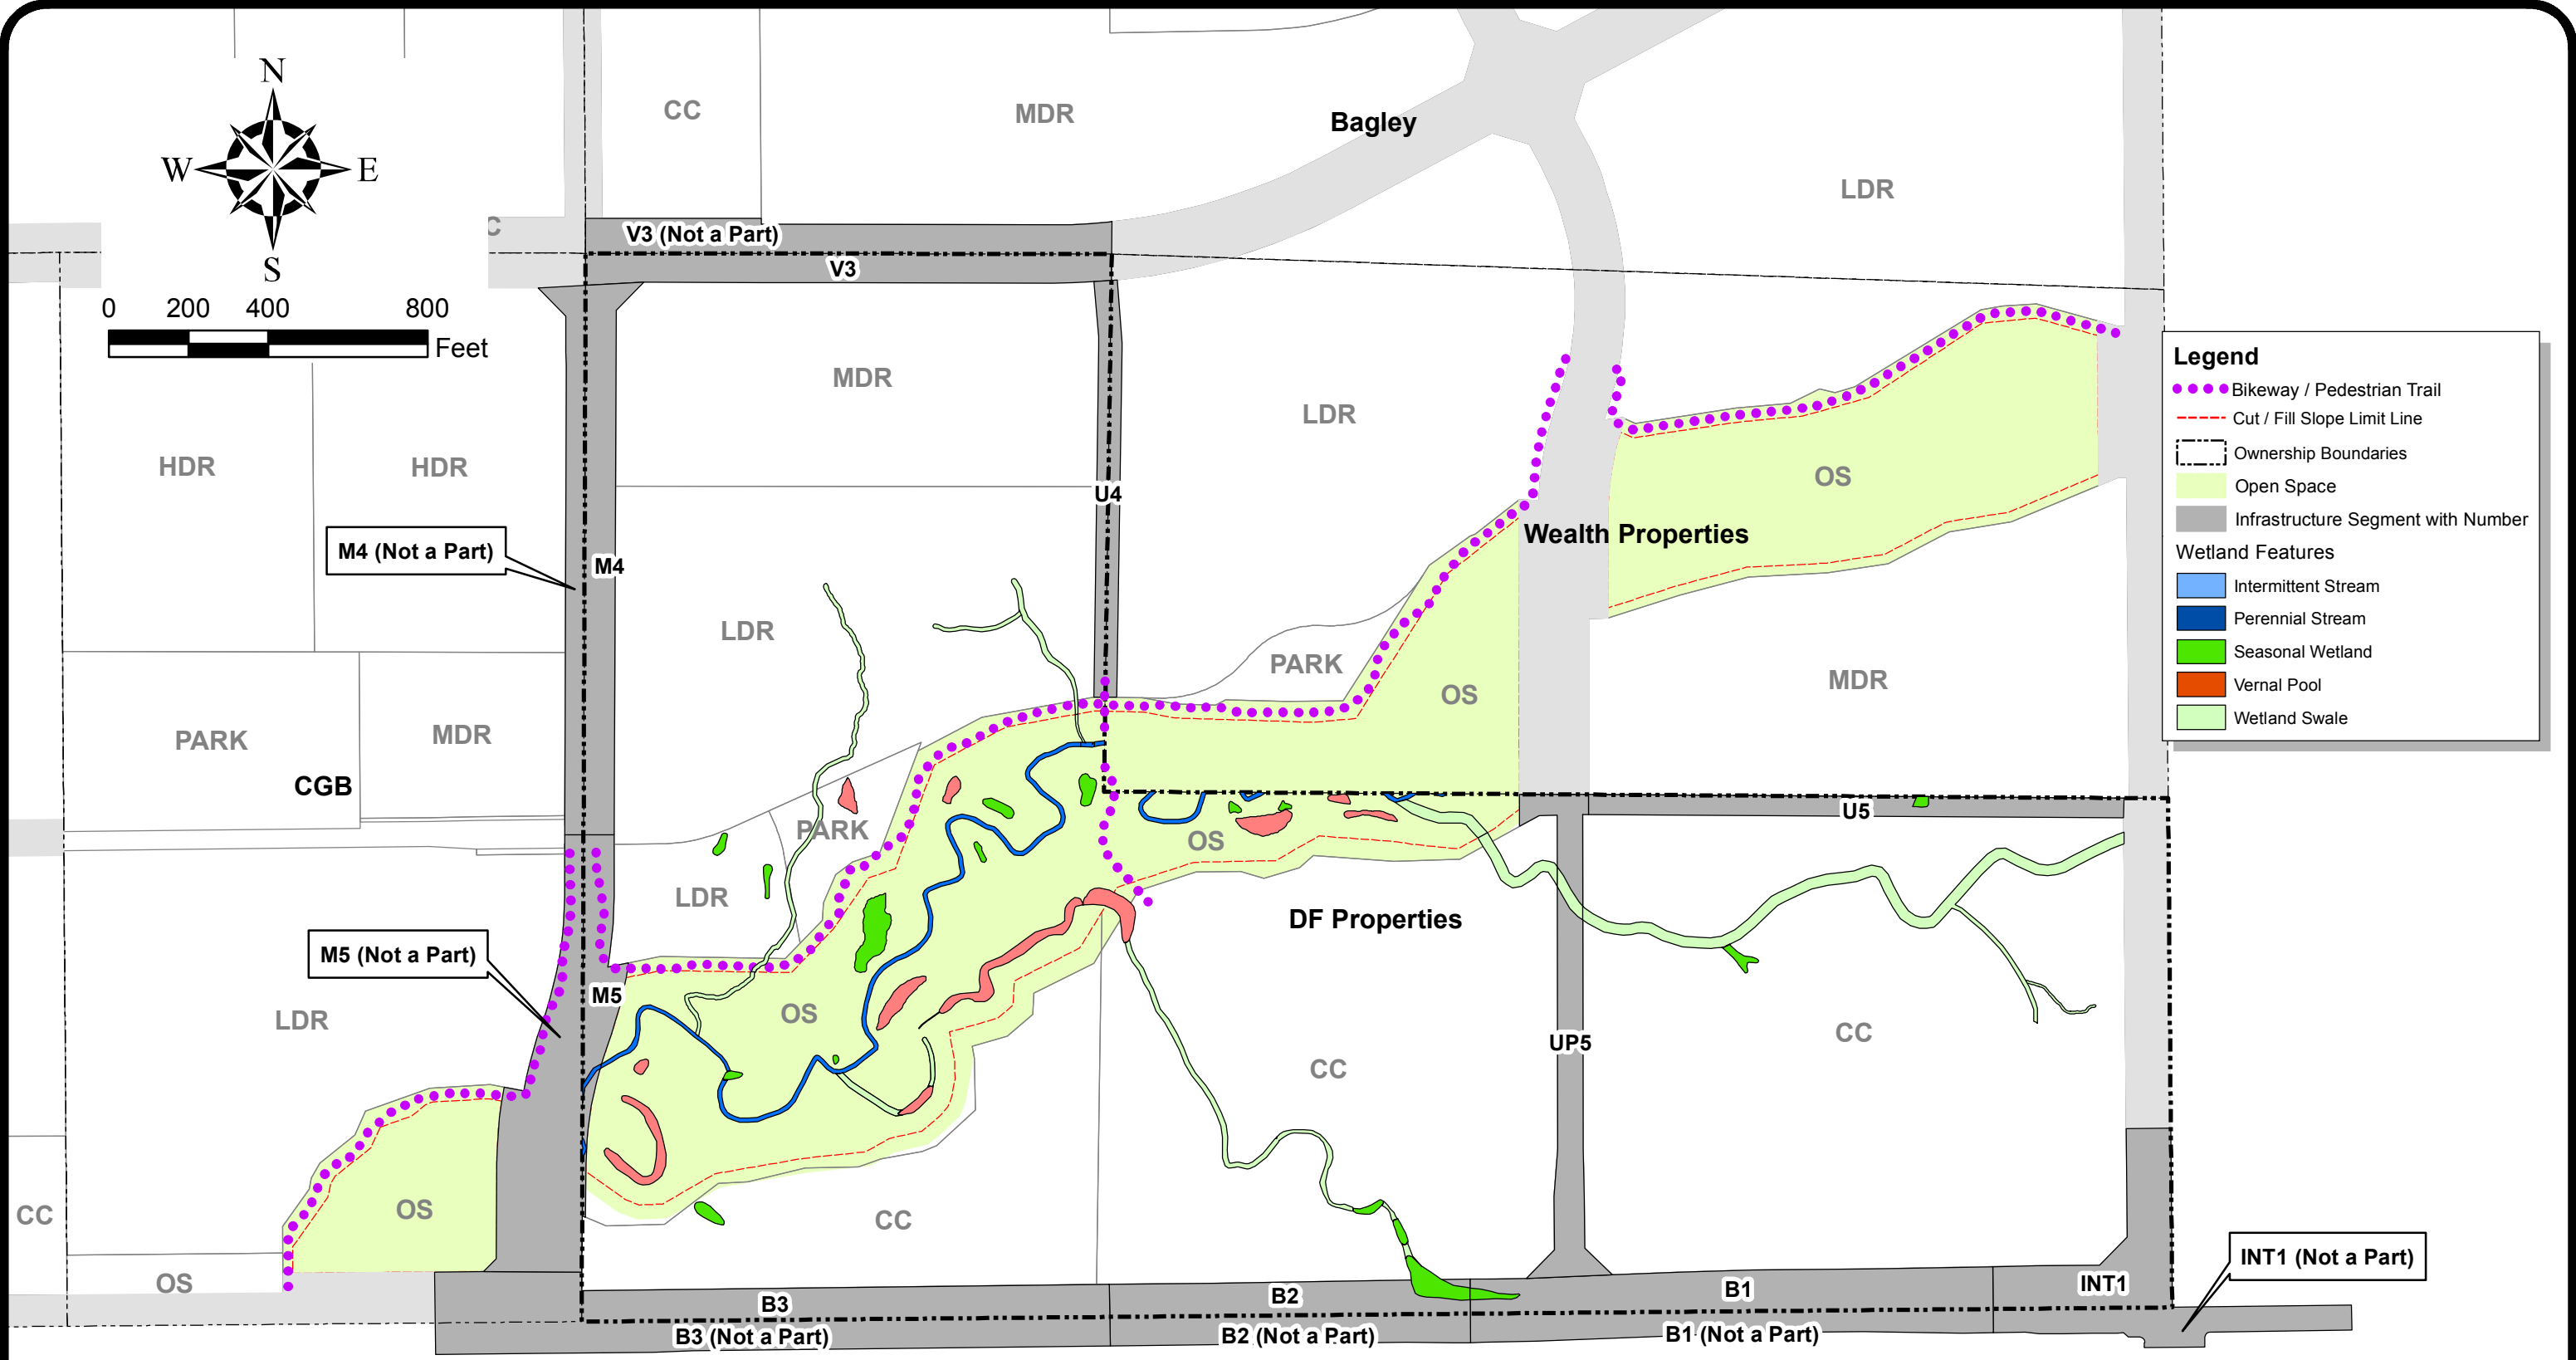 N
W
E
S
0
200
400
800
Feet
C
CC
MDR
Bagley
LDR
V3 (Not a Part)
V3
MDR
LDR
U4
HDR
HDR
M4 (Not a Part)
M4
OS
Wealth Properties
Legend
Bikeway / Pedestrian Trail
Cut / Fill Slope Limit Line
Ownership Boundaries
Open Space
Infrastructure Segment with Number
Wetland Features
Intermittent Stream
Perennial Stream
Seasonal Wetland
Vernal Pool
Wetland Swale
LDR
PARK
OS
MDR
PARK
MDR
CGB
PARK
OS
U5
LDR
DF Properties
M5 (Not a Part)
M5
OS
LDR
CC
UP5
CC
OS
CC
CC
OS
INT1 (Not a Part)
B3
B2
B1
INT1
B3 (Not a Part)
B2 (Not a Part)
B1 (Not a Part)